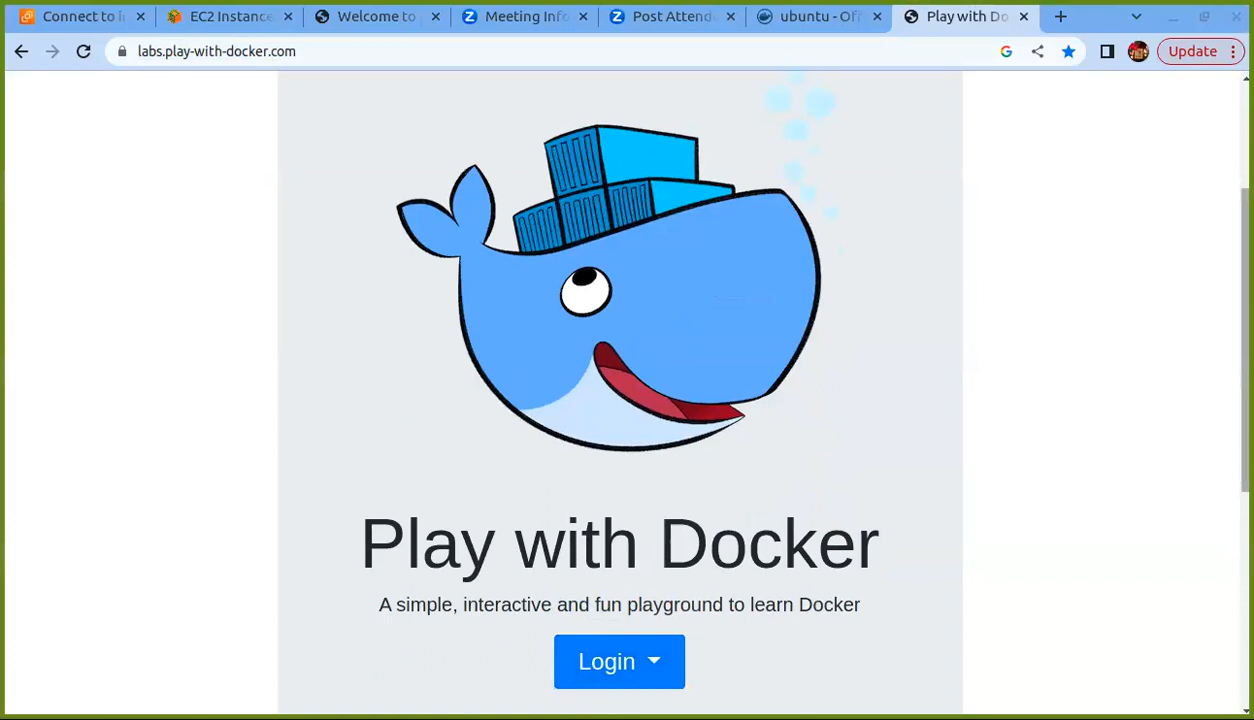 Connect to i
EC2 Instance
Welcome to
Meeting Info
Post Attend
ubuntu - Off
Play with Do
labs.play-with-docker.com
Update
Play with Docker
A simple, interactive and fun playground to learn Docker
Login